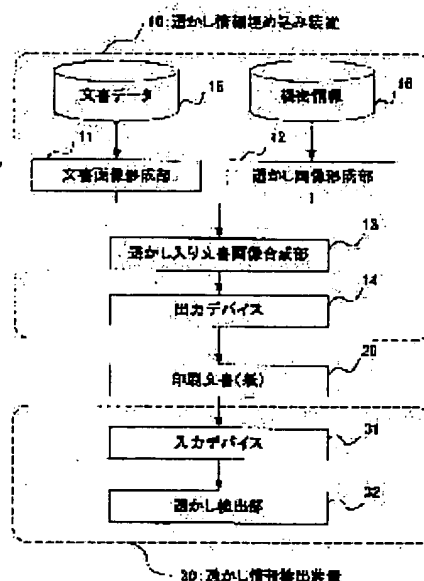 10:透かし情報埋め込み装置
文書データ
15
機密情報
16
11
文書画像形成部
12
透かし画像形成部
13
透かし入り文書画像合成部
14
出力デバイス
20
印刷文書(紙)
31
入力デバイス
32
透かし検出部
30:透かし情報検出装置